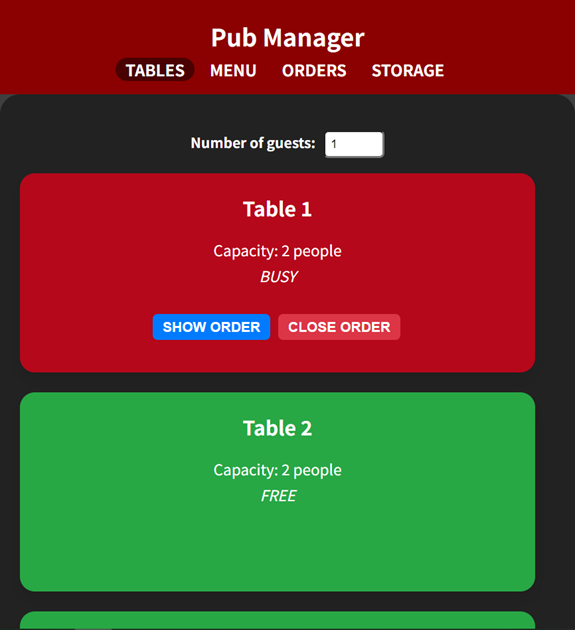 Pub Manager
TABLES MENU ORDERS STORAGE
Number of guests: 1
Table 1
Capacity: 2 people
BUSY
SHOW ORDER CLOSE ORDER
Table 2
Capacity: 2 people
FREE